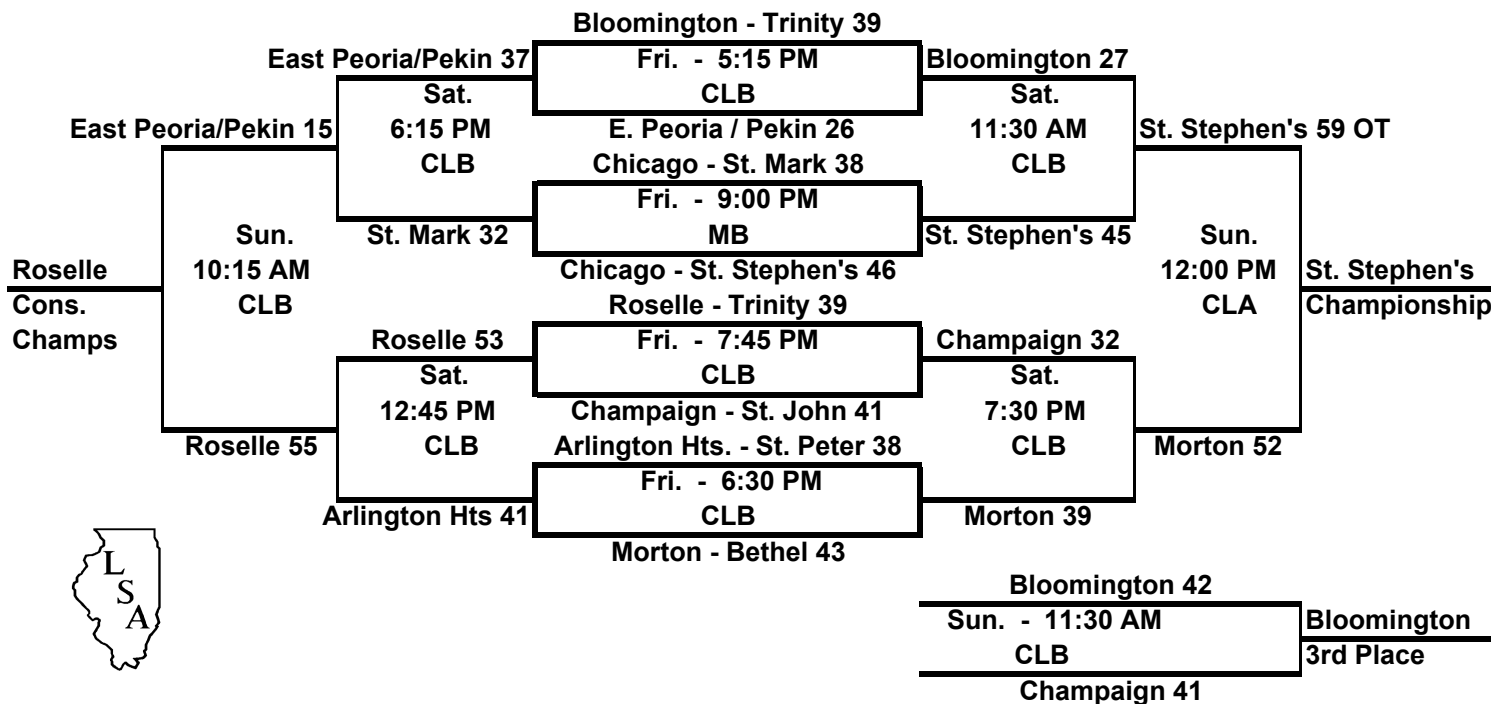 Bloomington - Trinity 39
East Peoria/Pekin 37
Fri. - 5:15 PM
Bloomington 27
Sat.
CLB
Sat.
East Peoria/Pekin 15
6:15 PM
E. Peoria / Pekin 26
11:30 AM
St. Stephen's 59 OT
CLB
Chicago - St. Mark 38
CLB
Fri. - 9:00 PM
Sun.
St. Mark 32
MB
St. Stephen's 45
Sun.
Roselle
10:15 AM
Chicago - St. Stephen's 46
12:00 PM
St. Stephen's
Cons.
CLB
Roselle - Trinity 39
CLA
Championship
Champs
Roselle 53
Fri. - 7:45 PM
Champaign 32
Sat.
CLB
Sat.
12:45 PM
Champaign - St. John 41
7:30 PM
Roselle 55
CLB
Arlington Hts. - St. Peter 38
CLB
Morton 52
Fri. - 6:30 PM
Arlington Hts 41
CLB
Morton 39
Morton - Bethel 43
L
S
A
Bloomington 42
Sun. - 11:30 AM
Bloomington
CLB
3rd Place
Champaign 41